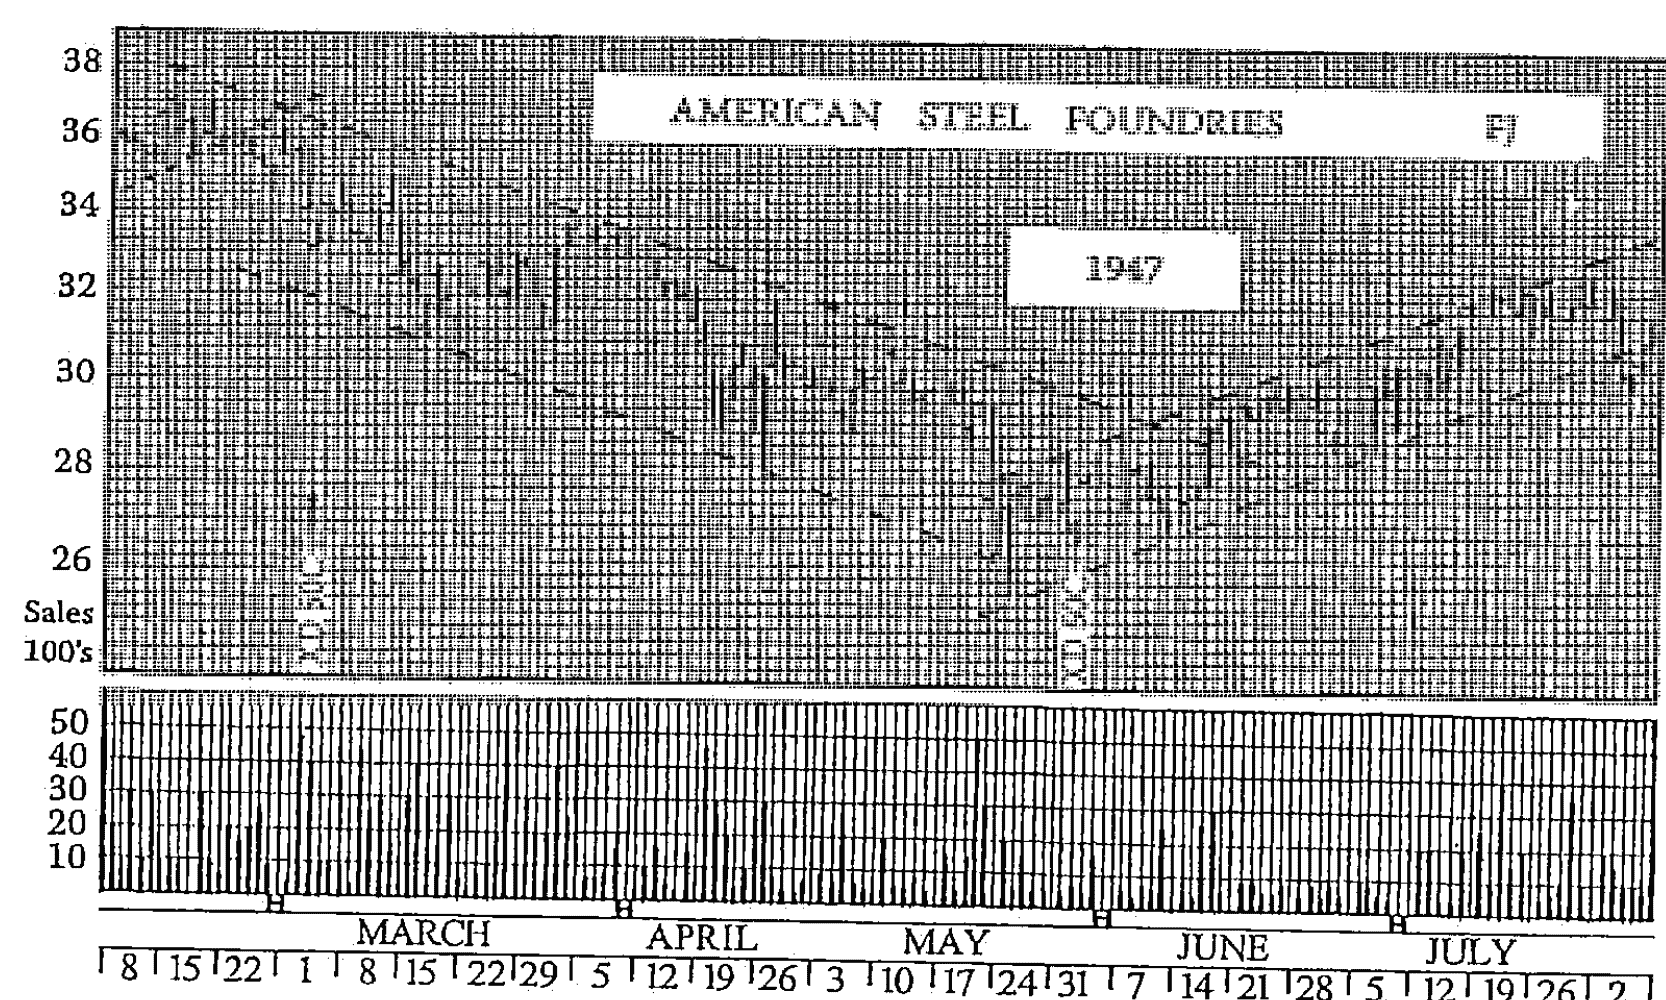 38
AMERICAN STEEL FOUNDRIES FJ
36
34
1947
32
30
28
26
Sales
100's
50
40
30
20
10
H H H H
MARCH APRIL MAY JUNE JULY
8 15 22 1 8 15 22 29 5 12 19 26 3 10 17 24 31 7 14 21 28 5 12 19 26 2